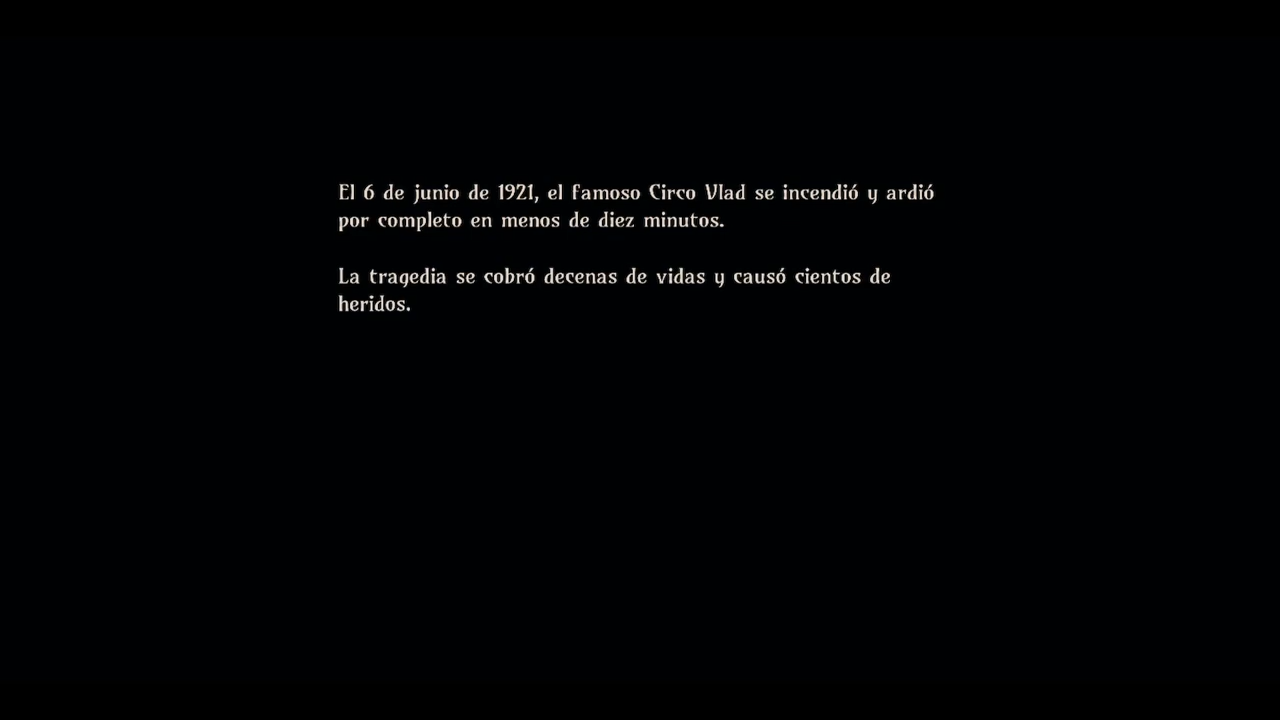 El 6 de junio de 1921, el famoso Circo Vlad se incendió y ardió
por completo en menos de diez minutos.
La tragedia se cobró decenas de vidas y causó cientos de
heridos.